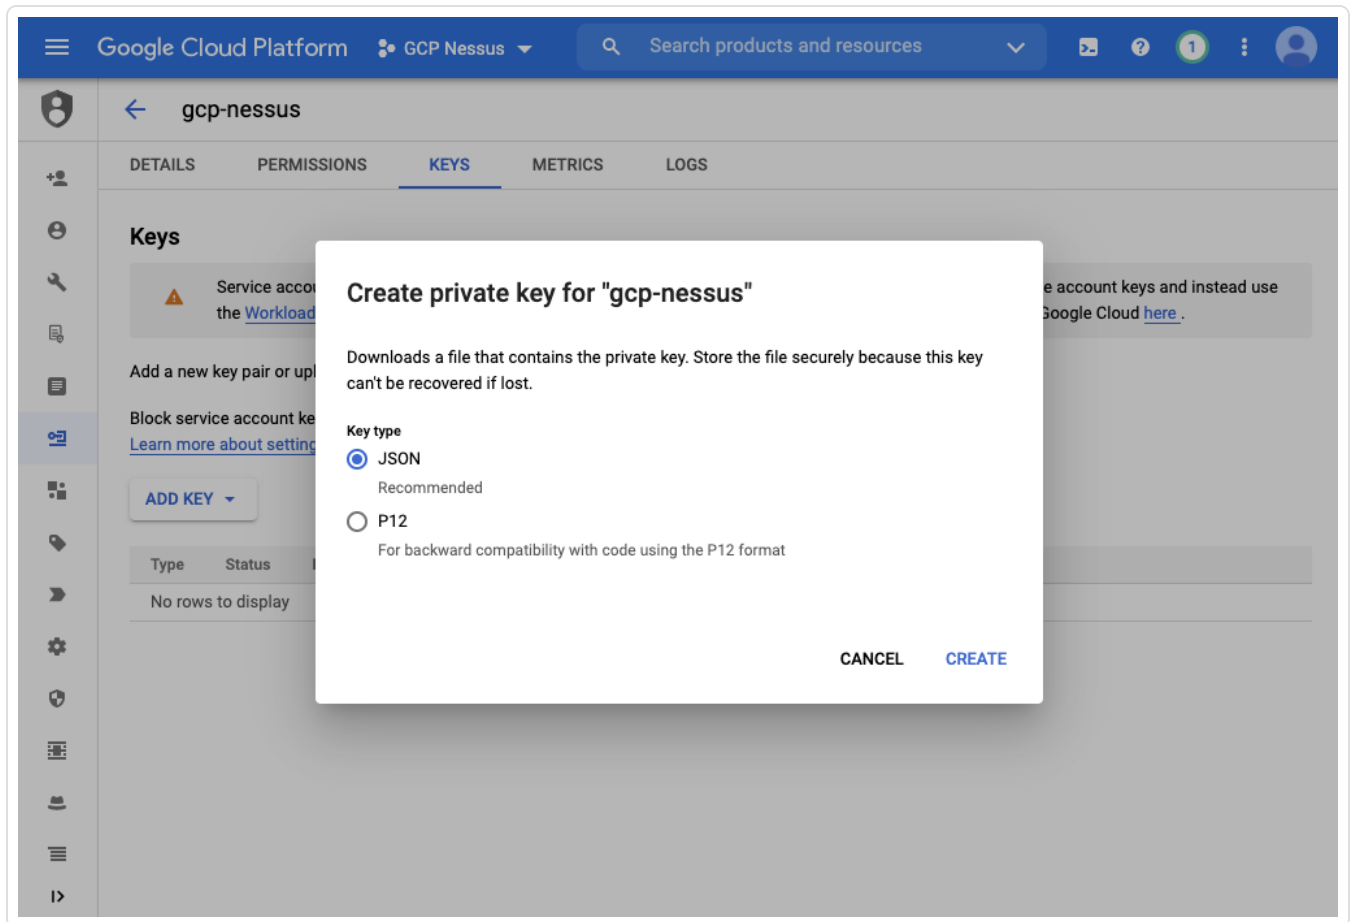 Google Cloud Platform
GCP Nessus
Search products and resources
1
gcp-nessus
DETAILS
PERMISSIONS
KEYS
METRICS
LOGS
Keys
Service accou
e account keys and instead use
the Workload
Google Cloud here .
Add a new key pair or upl
Block service account ke
Learn more about setting
ADD KEY
Type
Status
No rows to display
Create private key for "gcp-nessus"
Downloads a file that contains the private key. Store the file securely because this key
can't be recovered if lost.
Key type
JSON
Recommended
P12
For backward compatibility with code using the P12 format
CANCEL
CREATE